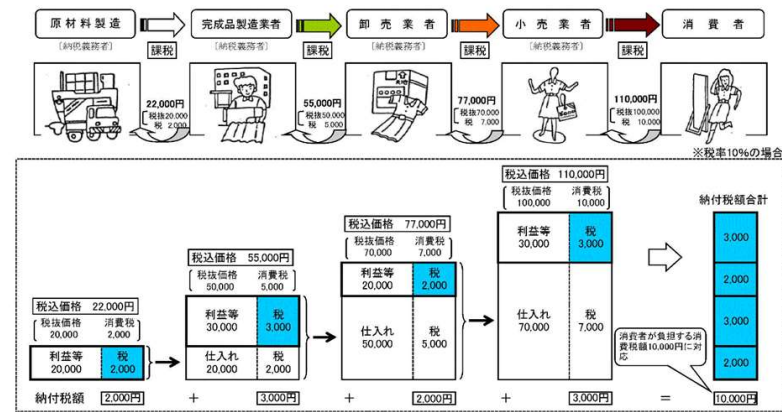 原材料製造 完成品製造業者 卸売業者 小売業者 消費者
〔納税義務者〕 課税 〔納税義務者〕 課税 〔納税義務者〕 課税 〔納税義務者〕 課税
22,000円 55,000円 77,000円 110,000円
税抜20,000 税抜50,000 税抜70,000 税抜100,000
税 2,000 税 5,000 税 7,000 税 10,000
※税率10%の場合
税込価格 22,000円
税抜価格 消費税
20,000 2,000
利益等 税
20,000 2,000
税込価格 55,000円
税抜価格 消費税
50,000 5,000
利益等 税
30,000 3,000
仕入れ 税
20,000 2,000
税込価格 77,000円
税抜価格 消費税
70,000 7,000
利益等 税
20,000 2,000
仕入れ 税
50,000 5,000
税込価格 110,000円
税抜価格 消費税
100,000 10,000
利益等 税
30,000 3,000
仕入れ 税
70,000 7,000
納付税額合計
3,000
2,000
3,000
2,000
消費者が負担する消
費税額10,000円に対
応
納付税額 2,000円 + 3,000円 + 2,000円 + 3,000円 = 10,000円